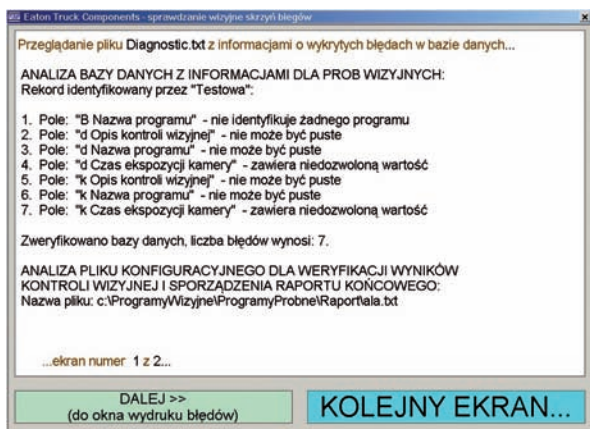 Eaton Truck Components - sprawdzanie wizyjne skrzyń biegów
Przeglądanie pliku Diagnostic.txt z informacjami o wykrytych błędach w bazie danych...
ANALIZA BAZY DANYCH Z INFORMACJAMI DLA PROB WIZYJNYCH:
Rekord identyfikowany przez "Testowa":
1. Pole: "B Nazwa programu" - nie identyfikuje żadnego programu
2. Pole: "d Opis kontroli wizyjnej" - nie może być puste
3. Pole: "d Nazwa programu" - nie może być puste
4. Pole: "d Czas ekspozycji kamery" - zawiera niedozwoloną wartość
5. Pole: "k Opis kontroli wizyjnej" - nie może być puste
6. Pole: "k Nazwa programu" - nie może być puste
7. Pole: "k Czas ekspozycji kamery" - zawiera niedozwoloną wartość
Zweryfikowano bazy danych, liczba błędów wynosi: 7.
ANALIZA PLIKU KONFIGURACYJNEGO DLA WERYFIKACJI WYNIKÓW
KONTROLI WIZYJNEJ I SPORZĄDZENIA RAPORTU KOŃCOWEGO:
Nazwa pliku: c:\ProgramyWizyjne\ProgramyProbne\Raport\ala.txt
...ekran numer 1 z 2...
DALEJ >>
(do okna wydruku błędów)
KOLEJNY EKRAN...